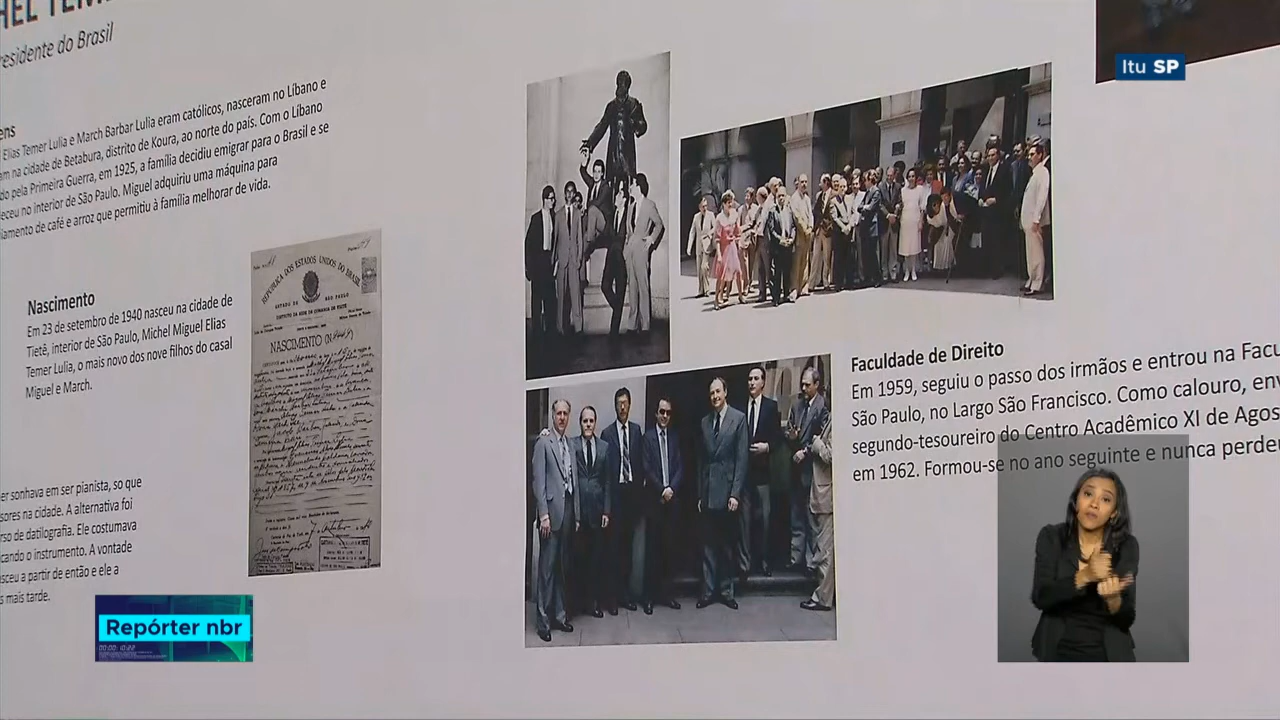 HEL TEM
residente do Brasil
Itu SP
ens
Elias Temer Lulia e March Barbar Lulia eram católicos, nasceram no Líbano e
am na cidade de Betabura, distrito de Koura, ao norte do país. Com o Líbano
do pela Primeira Guerra, em 1925, a família decidiu emigrar para o Brasil e se
eceu no interior de São Paulo. Miguel adquiriu uma máquina para
iamento de café e arroz que permitiu à família melhorar de vida.
Nascimento
Em 23 de setembro de 1940 nasceu na cidade de
Tietê, interior de São Paulo, Michel Miguel Elias
Temer Lulia, o mais novo dos nove filhos do casal
Miguel e March.
REPUBLICA DOS ESTADOS UNIDOS DO BRASIL
ESTADO DE SÃO PAULO
NASCIMENTO
Faculdade de Direito
Em 1959, seguiu o passo dos irmãos e entrou na Facu
São Paulo, no Largo São Francisco. Como calouro, env
segundo-tesoureiro do Centro Acadêmico XI de Agos
em 1962. Formou-se no ano seguinte e nunca perde
er sonhava em ser pianista, so que
sores na cidade. A alternativa foi
rso de datilografia. Ele costumava
cando o instrumento. A vontade
sceu a partir de então e ele a
s mais tarde.
Repórter nbr